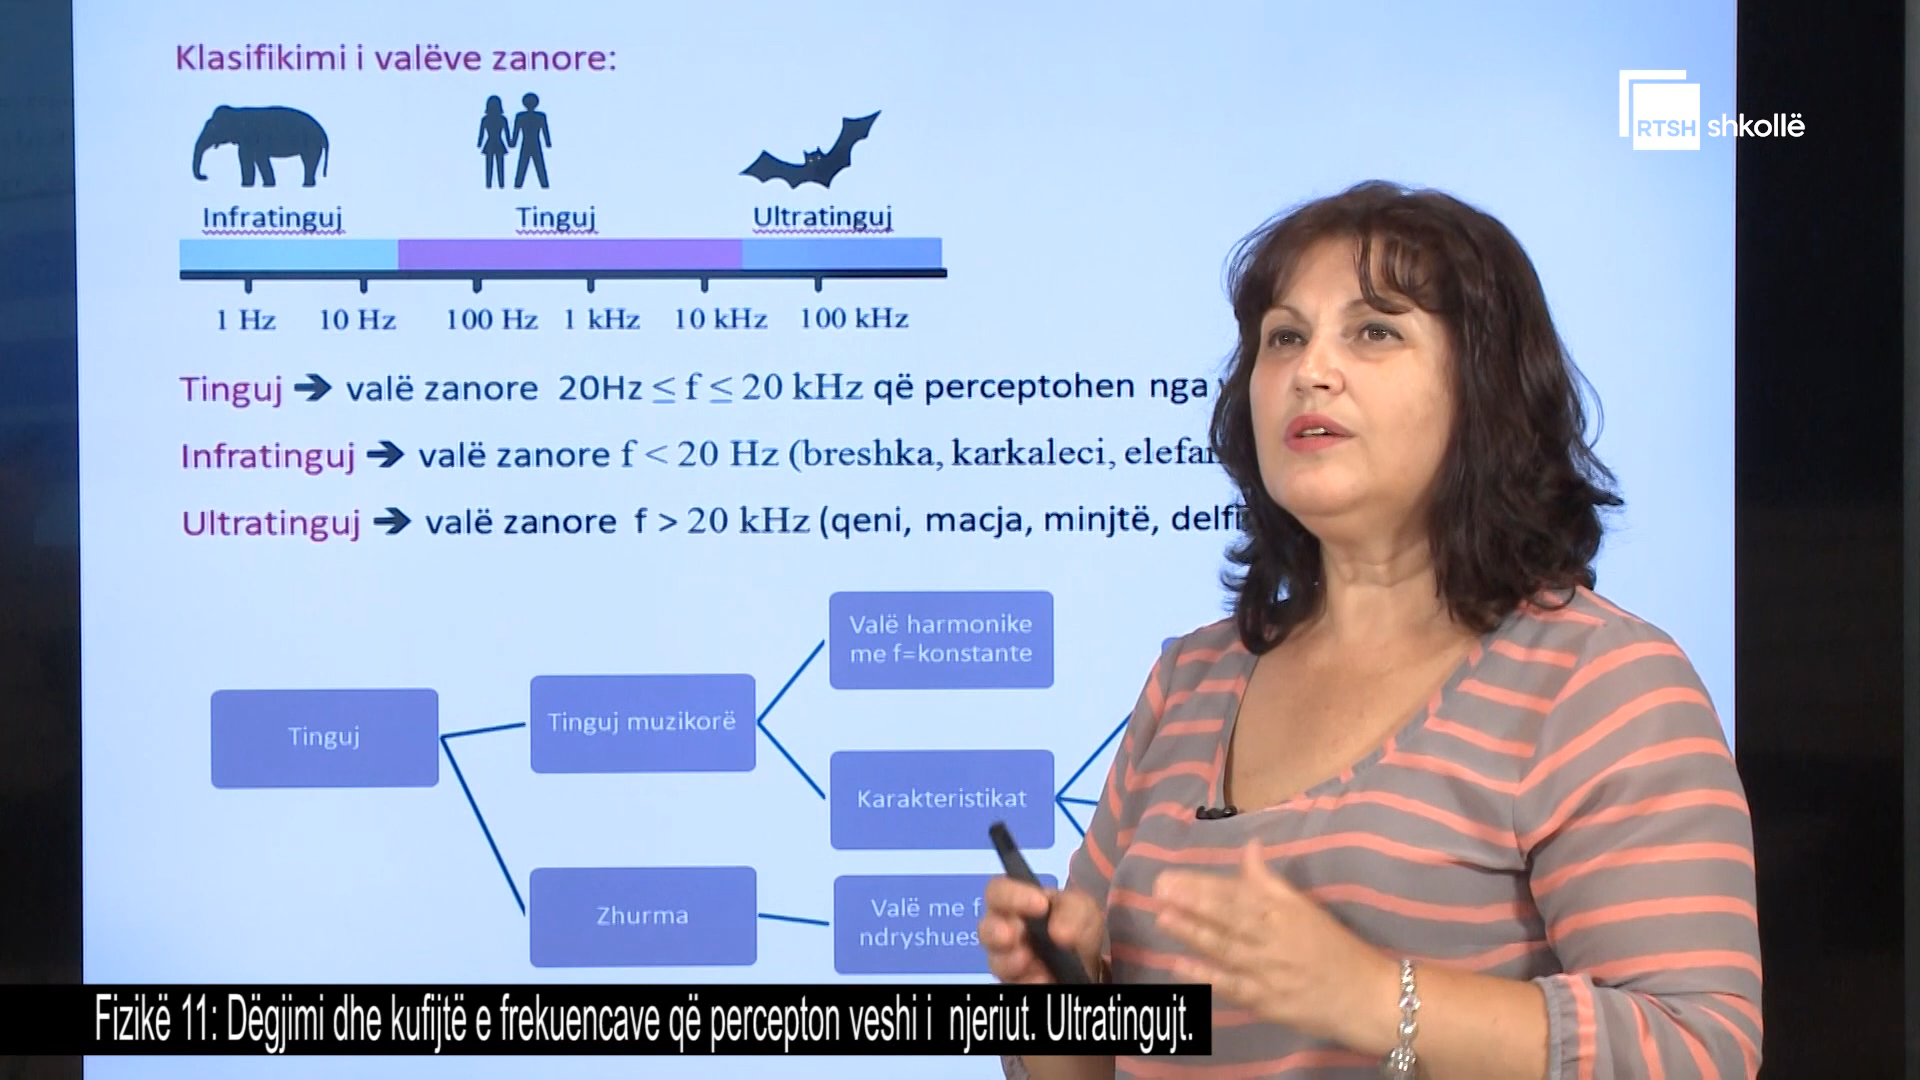 Klasifikimi i valëve zanore:
RTSH shkollë
Infratinguj Tinguj Ultratinguj
1 Hz 10 Hz 100 Hz 1 kHz 10 kHz 100 kHz
Tinguj ➔ valë zanore 20Hz ≤ f ≤ 20 kHz që perceptohen nga
Infratinguj ➔ valë zanore f < 20 Hz (breshka, karkaleci,
Ultratinguj ➔ valë zanore f > 20 kHz (qeni, macja, minjtë,
Valë harmonike
me f=konstante
Tinguj muzikorë
Tinguj
Karakteristikat
Zhurma
Valë me f
Fizikë 11: Dëgjimi dhe kufijtë e frekuencave që percepton veshi i njeriut. Ultratingujt.